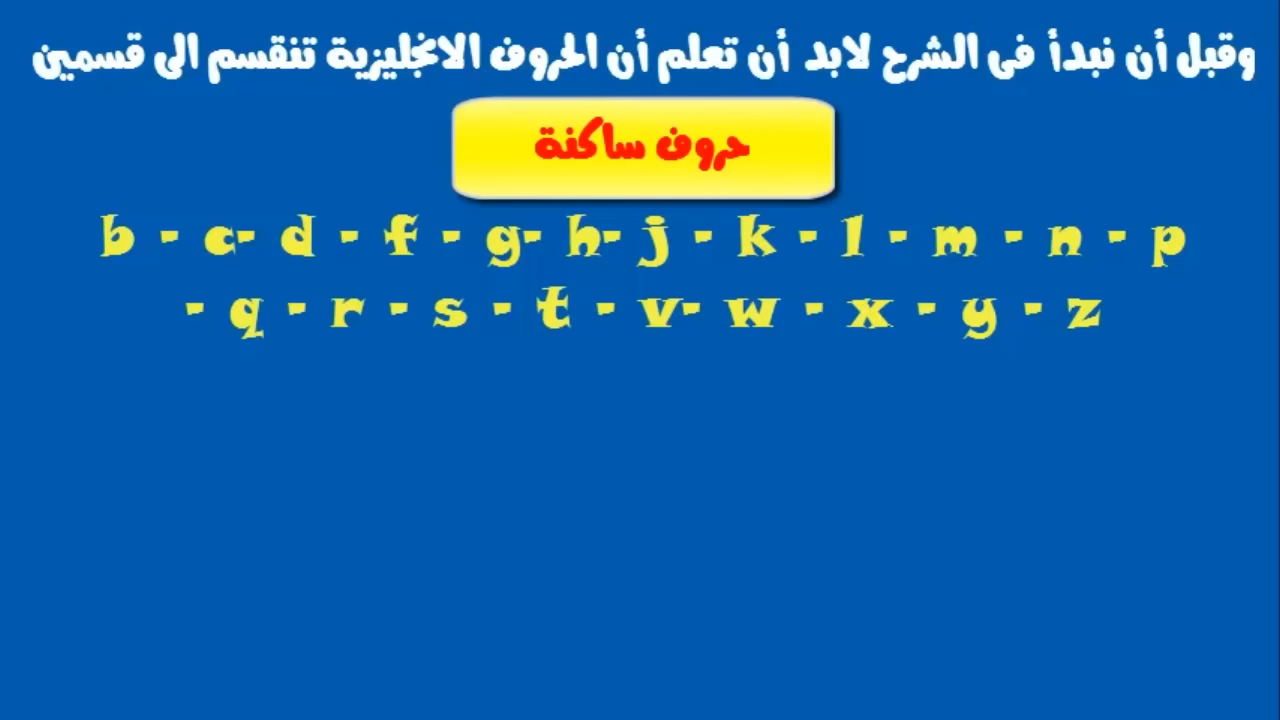 وقبل أن نبدأ فى الشرح لابد أن تعلم أن الحروف الانجليزية تنقسم الى قسمين
حروف ساكنة
b - c- d - f - g- h- j - k - l - m - n - p
- q - r - s - t - v- w - x - y - z